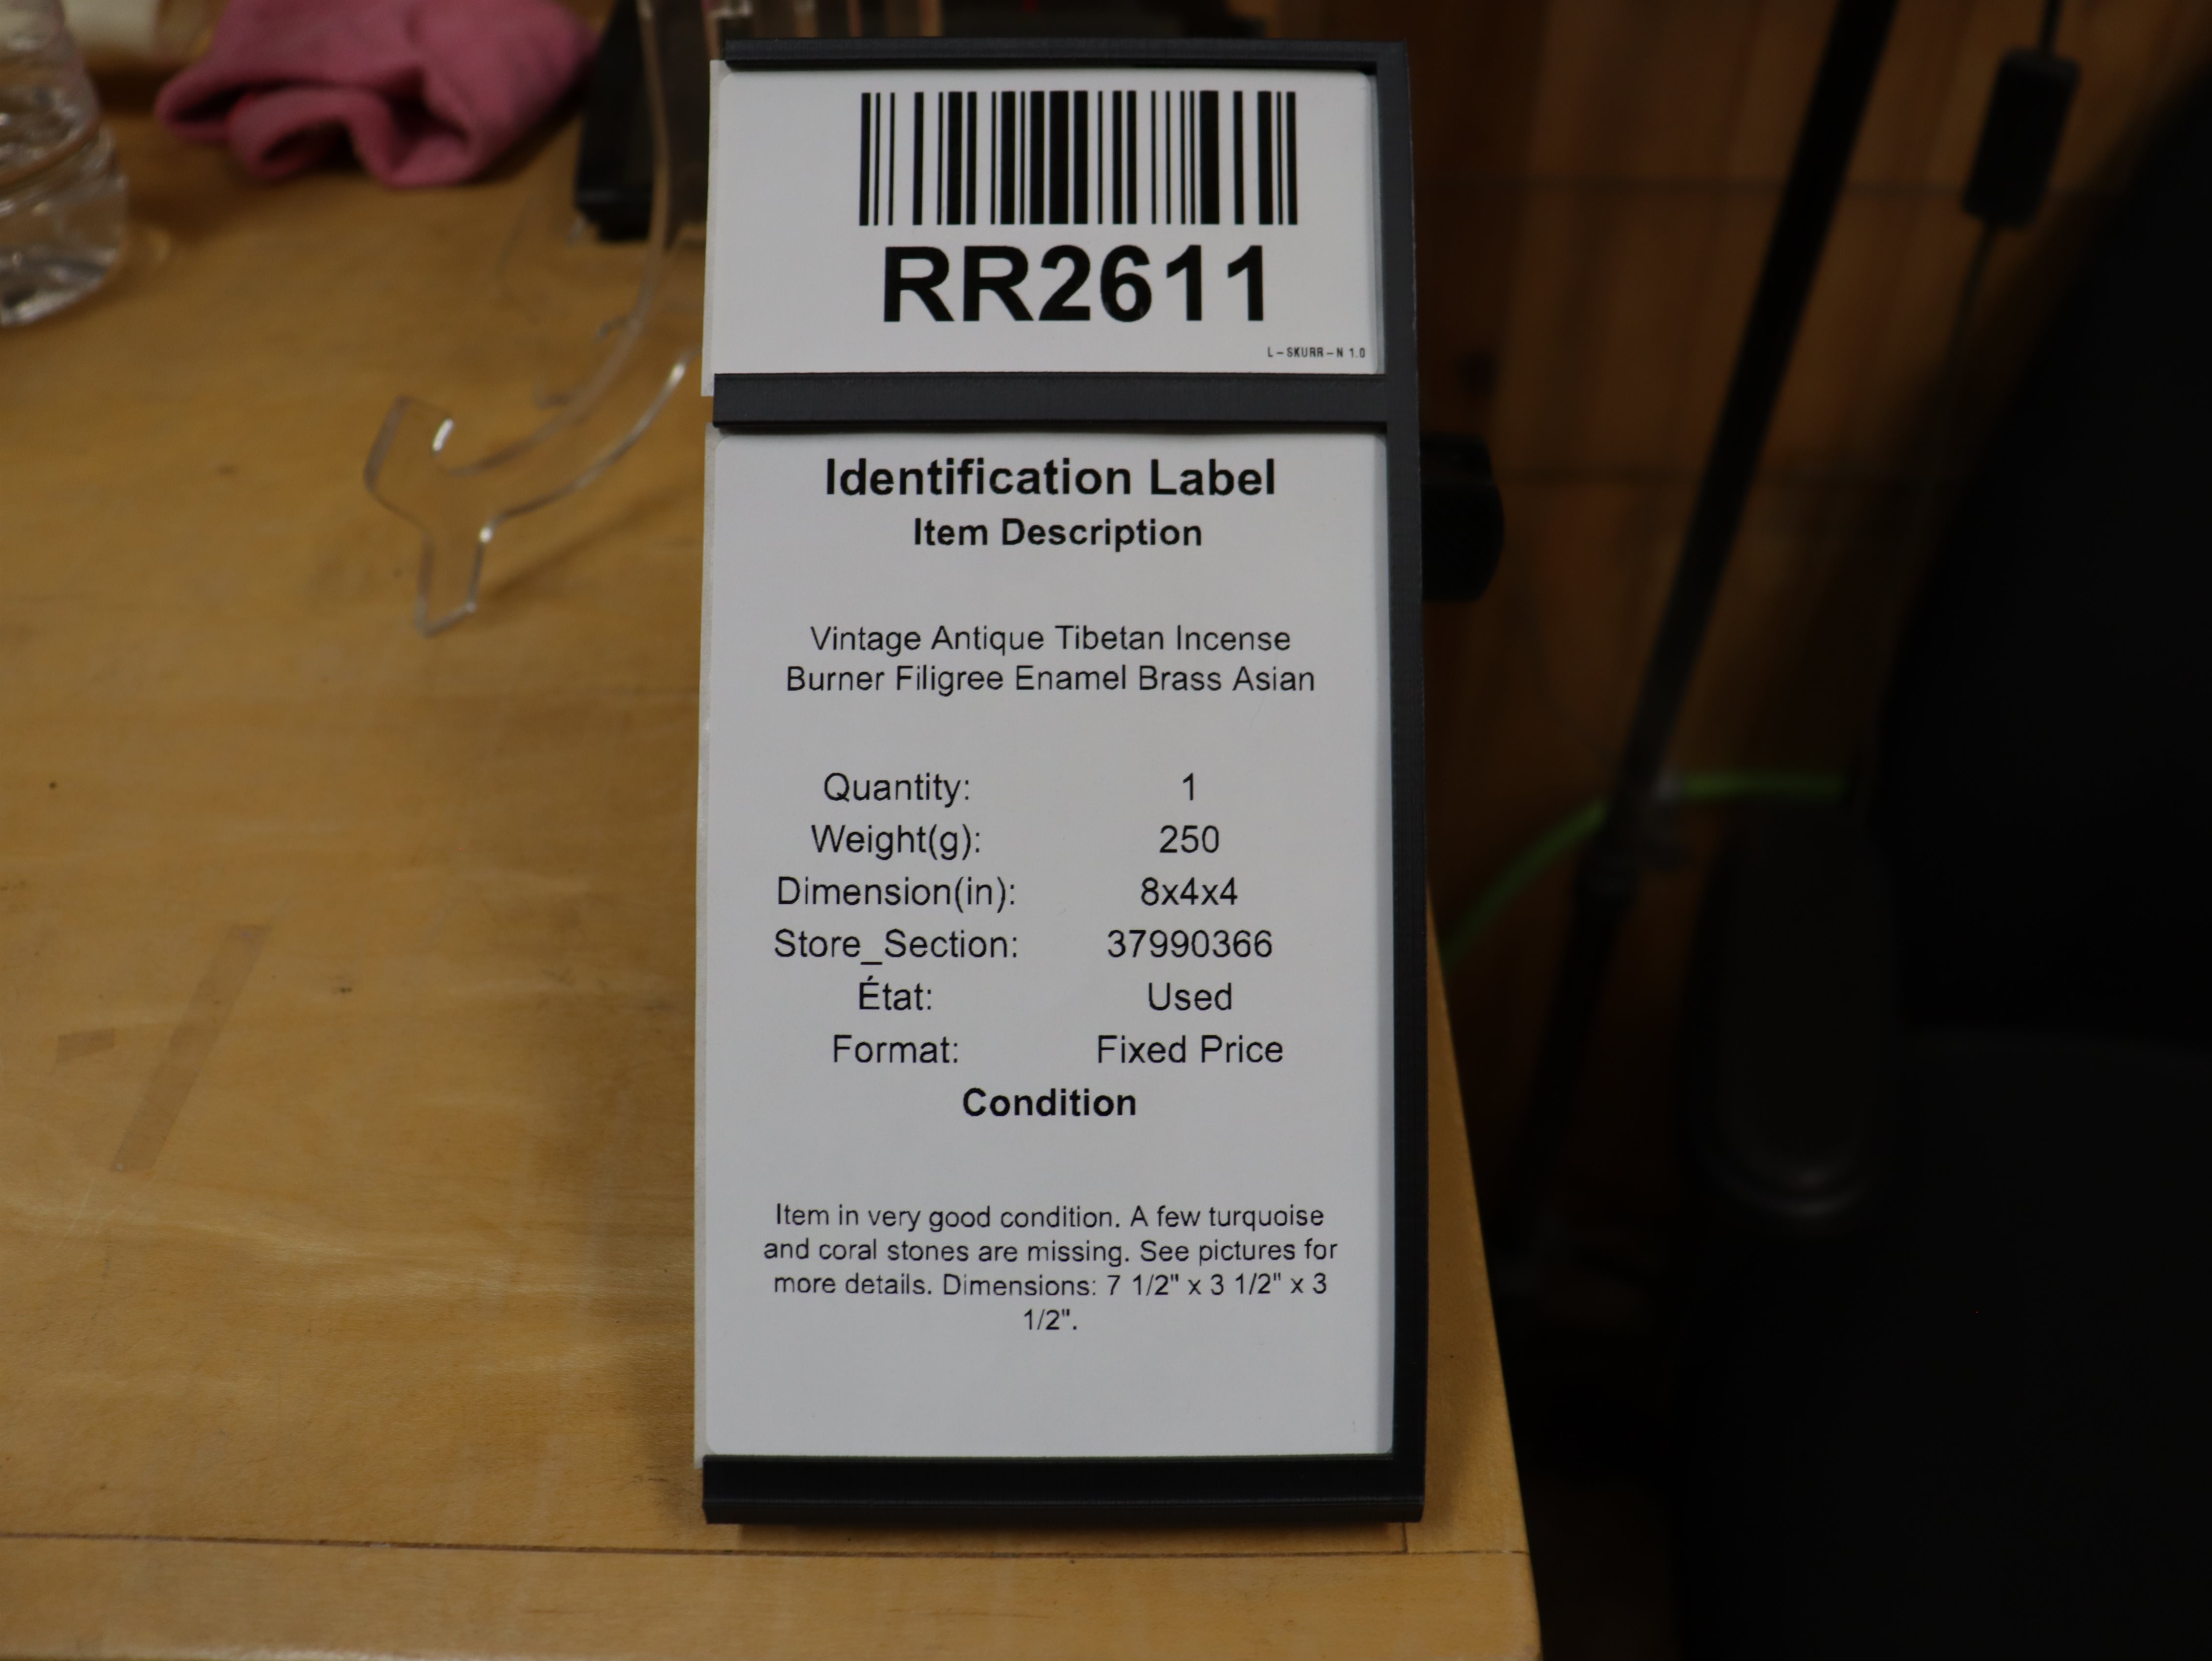 RR2611
L-SKURR-N 1.0
Identification Label
Item Description
Vintage Antique Tibetan Incense
Burner Filigree Enamel Brass Asian
Quantity: 1
Weight(g): 250
Dimension(in): 8x4x4
Store_Section: 37990366
État: Used
Format: Fixed Price
Condition
Item in very good condition. A few turquoise
and coral stones are missing. See pictures for
more details. Dimensions: 7 1/2" x 3 1/2" x 3
1/2".